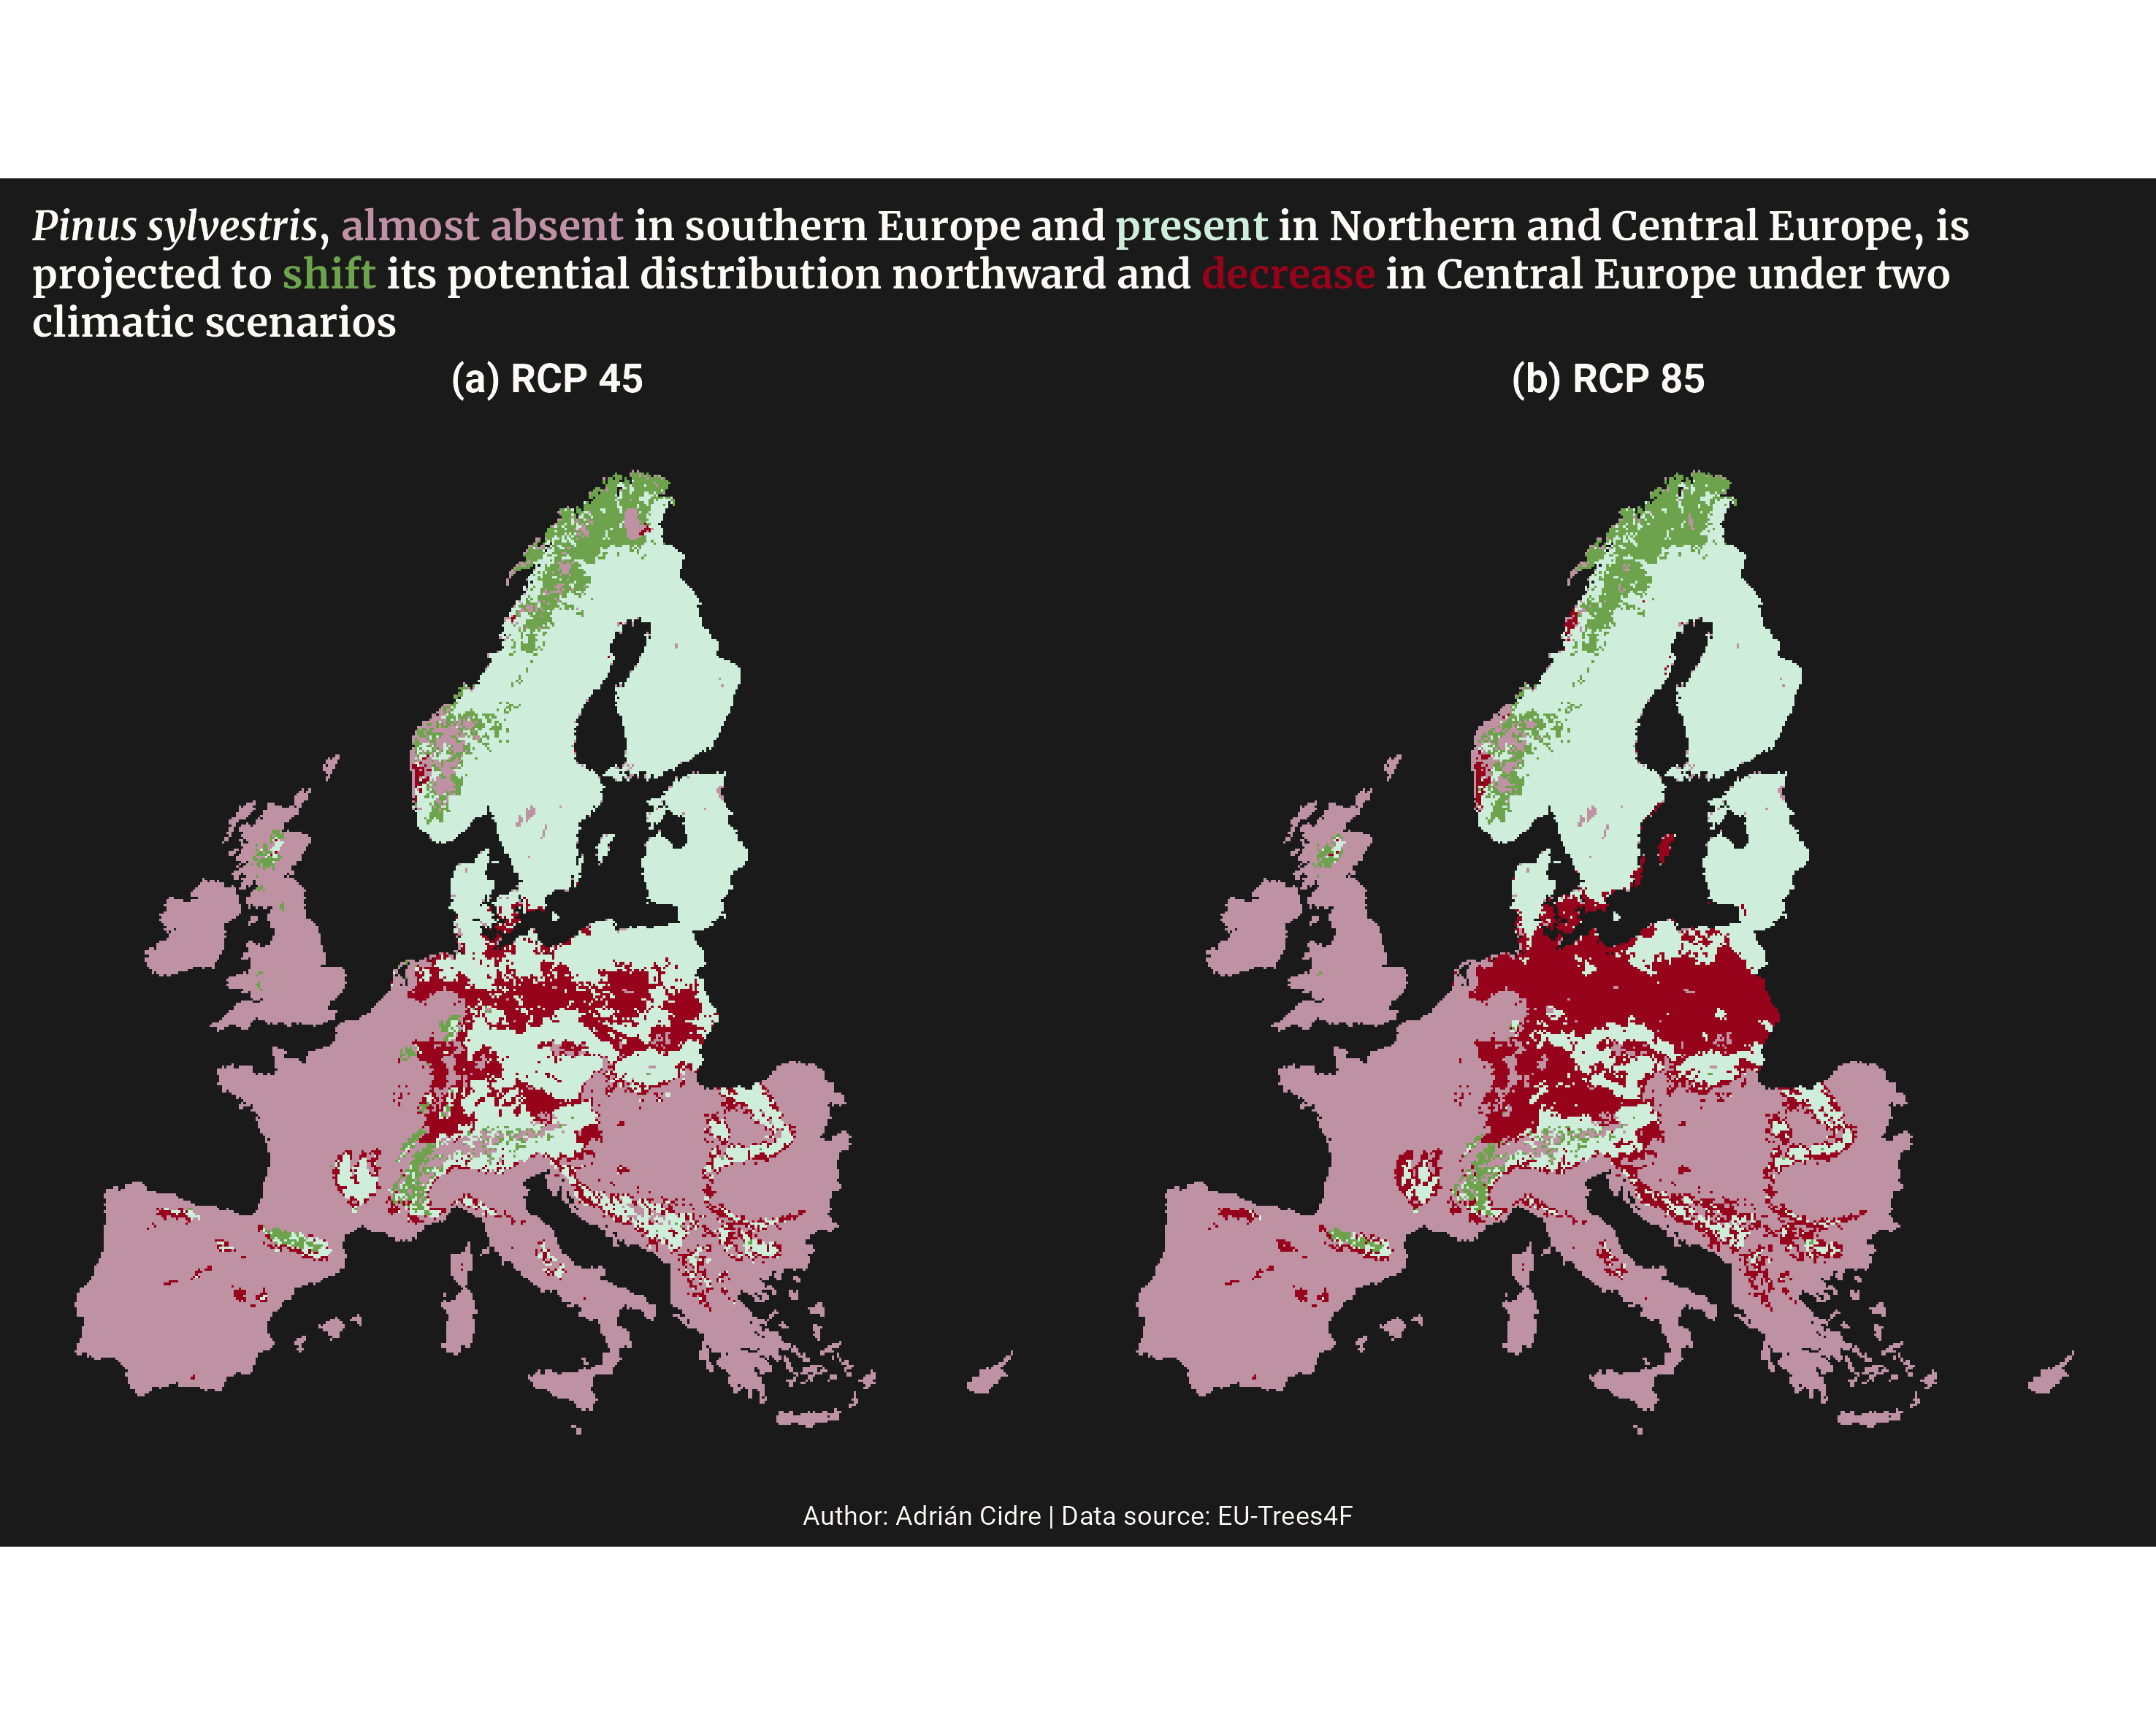 Pinus sylvestris, almost absent in southern Europe and present in Northern and Central Europe, is
projected to shift its potential distribution northward and decrease in Central Europe under two
climatic scenarios
(a) RCP 45
(b) RCP 85
Author: Adrián Cidre | Data source: EU-Trees4F